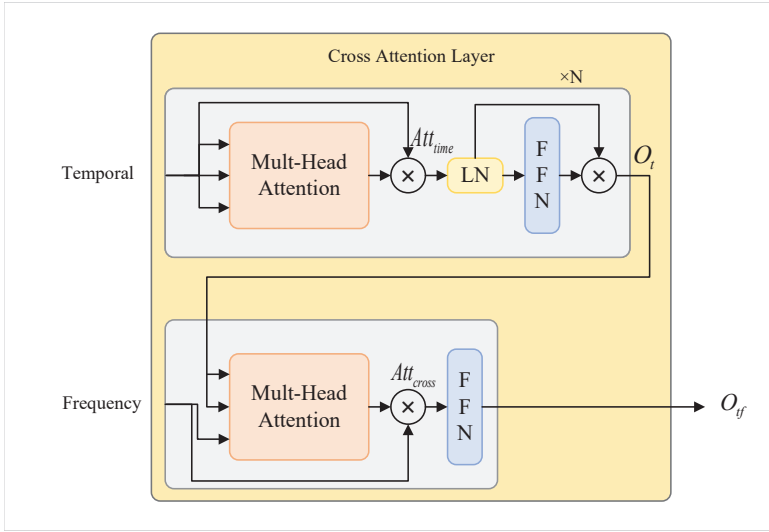 Cross Attention Layer
×N
Temporal
Mult-Head
Attention
×
Att_time
LN
F
F
N
×
O_t
Frequency
Mult-Head
Attention
Att_cross
×
F
F
N
O_tf